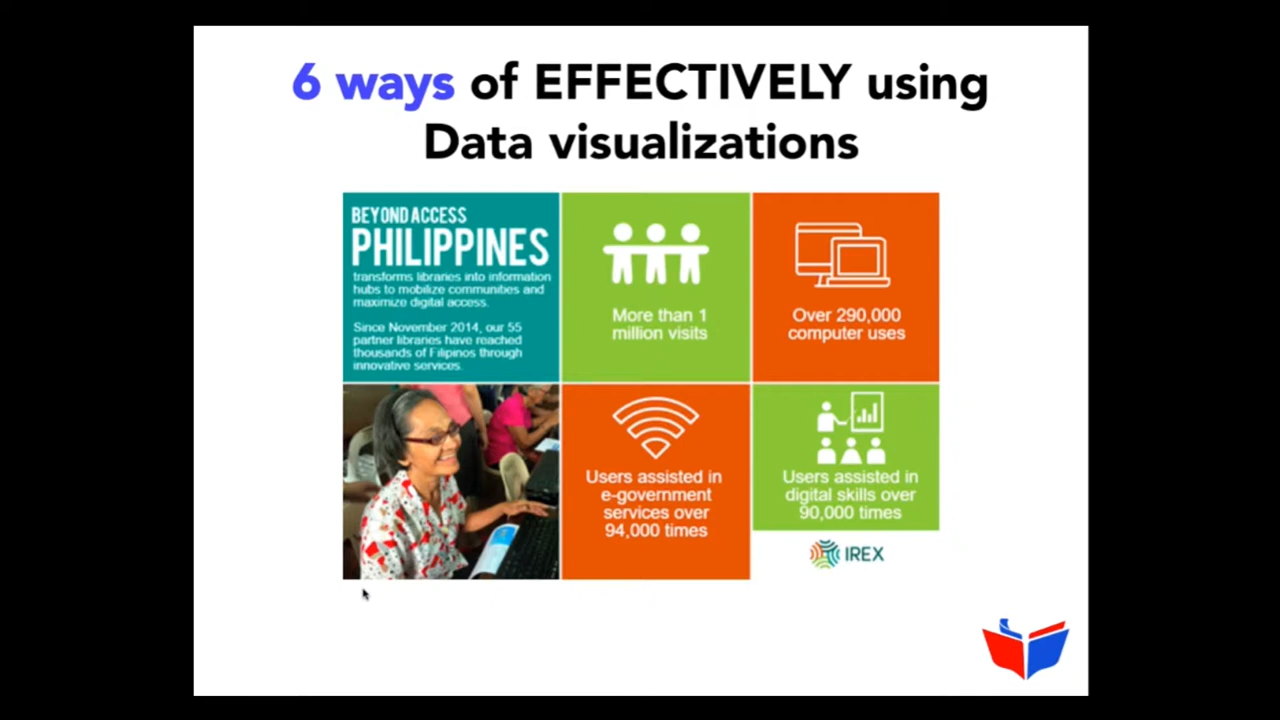 6 ways of EFFECTIVELY using
Data visualizations
BEYOND ACCESS
PHILIPPINES
transforms libraries into information
hubs to mobilize communities and
maximize digital access.
Since November 2014, our 55
partner libraries have reached
thousands of Filipinos through
innovative services.
More than 1
million visits
Over 290,000
computer uses
Users assisted in
e-government
services over
94,000 times
Users assisted in
digital skills over
90,000 times
IREX